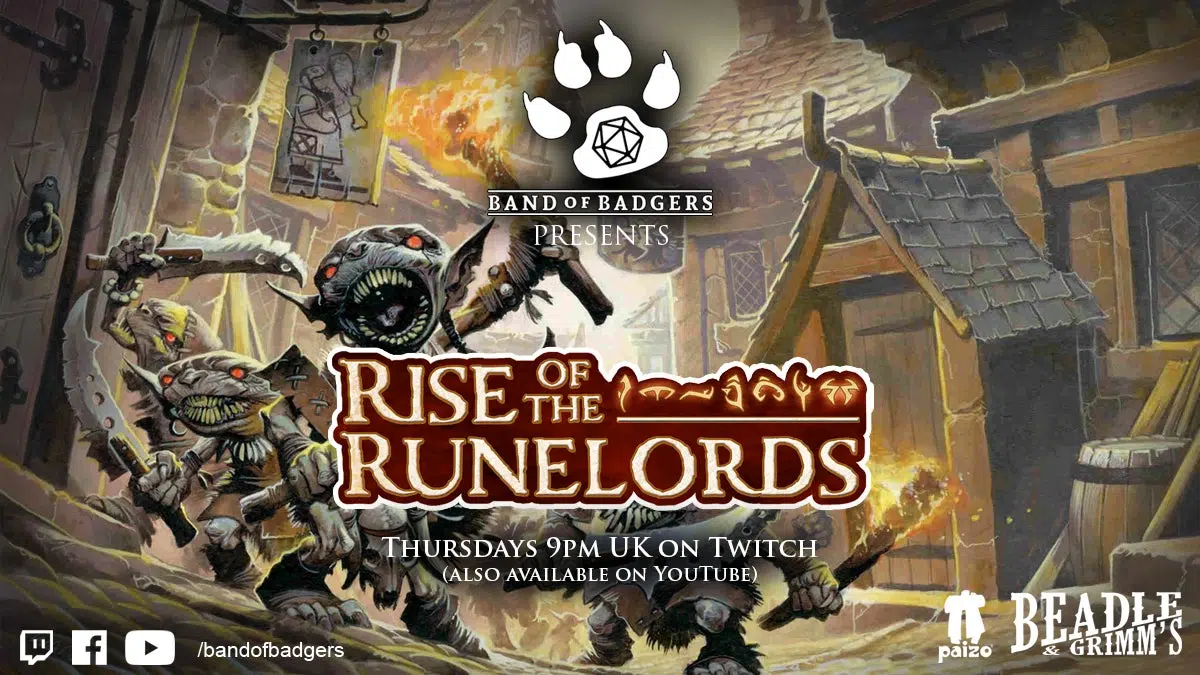 BAND OF BADGERS
PRESENTS
RISE OF THE
RUNELORDS
THURSDAYS 9PM UK ON TWITCH
(ALSO AVAILABLE ON YOUTUBE)
/bandofbadgers
paizo
BEADLE
& GRIMM'S